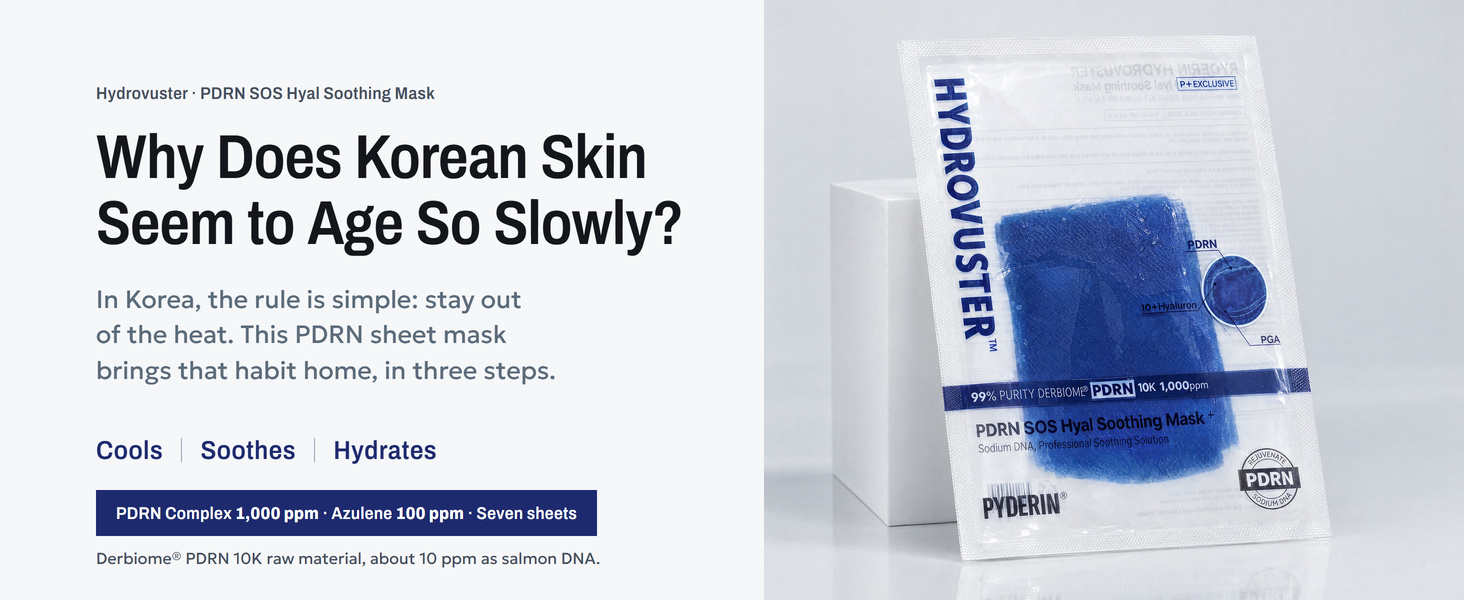 Hydrovuster · PDRN SOS Hyal Soothing Mask
Why Does Korean Skin
Seem to Age So Slowly?
In Korea, the rule is simple: stay out
of the heat. This PDRN sheet mask
brings that habit home, in three steps.
Cools | Soothes | Hydrates
PDRN Complex 1,000 ppm · Azulene 100 ppm · Seven sheets
Derbiome® PDRN 10K raw material, about 10 ppm as salmon DNA.
P+EXCLUSIVE
HYDROVUSTER™
PDRN
10+Hyaluron
PGA
99% PURITY DERBIOME® PDRN 10K 1,000ppm
PDRN SOS Hyal Soothing Mask +
Sodium DNA, Professional Soothing Solution
PYDERIN®
REJUVENATE
PDRN
SODIUM DNA